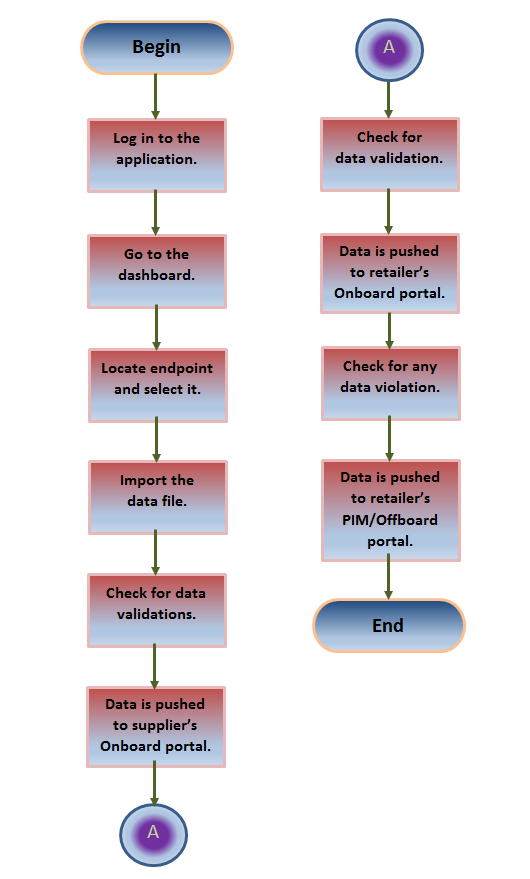 Begin
Log in to the
application.
Go to the
dashboard.
Locate endpoint
and select it.
Import the
data file.
Check for data
validations.
Data is pushed
to supplier's
Onboard portal.
A
A
Check for
data validation.
Data is pushed
to retailer's
Onboard portal.
Check for any
data violation.
Data is pushed
to retailer's
PIM/Offboard
portal.
End